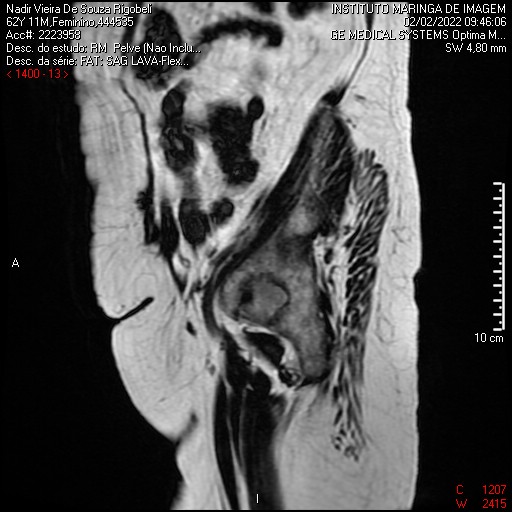 Nadir Vieira De Souza Rigobeli
62Y 11M,Feminino,444535
Acc#: 2223953
Desc. do estudo: RM  Pelve (Nao Inclu...
Desc. da série: FAT: SAG LAVA-Flex...
< 1400 - 13 >
INSTITUTO MARINGA DE IMAGEM
02/02/2022 09:46:06
GE MEDICAL SYSTEMS Optima M...
SW 4,80 mm
A
10 cm
I
C 1207
W 2415